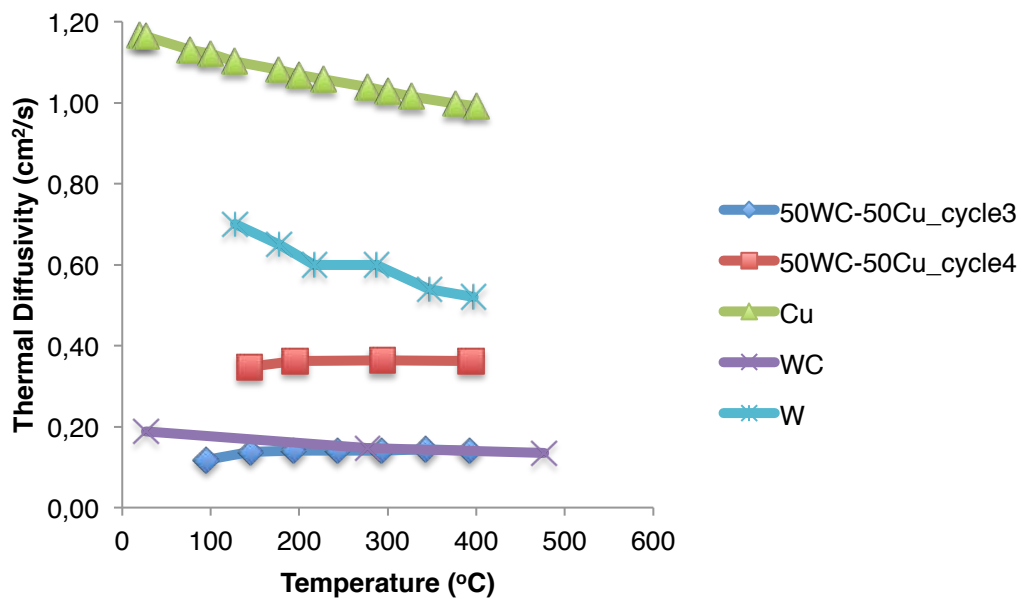 1,20
1,00
0,80
0,60
0,40
0,20
0,00
Thermal Diffusivity (cm²/s)
0 100 200 300 400 500 600
Temperature (ºC)
50WC-50Cu_cycle3
50WC-50Cu_cycle4
Cu
WC
W